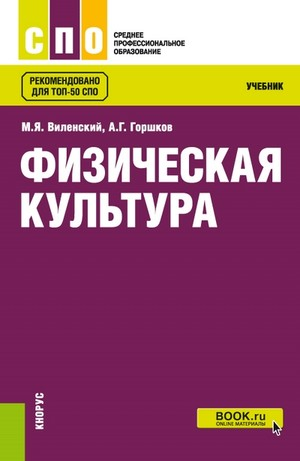 СПО
СРЕДНЕЕ
ПРОФЕССИОНАЛЬНОЕ
ОБРАЗОВАНИЕ
РЕКОМЕНДОВАНО
ДЛЯ ТОП-50 СПО
УЧЕБНИК
М.Я. Виленский, А.Г. Горшков
ФИЗИЧЕСКАЯ
КУЛЬТУРА
КНОРУС
BOOK.ru
ONLINE МАТЕРИАЛЫ